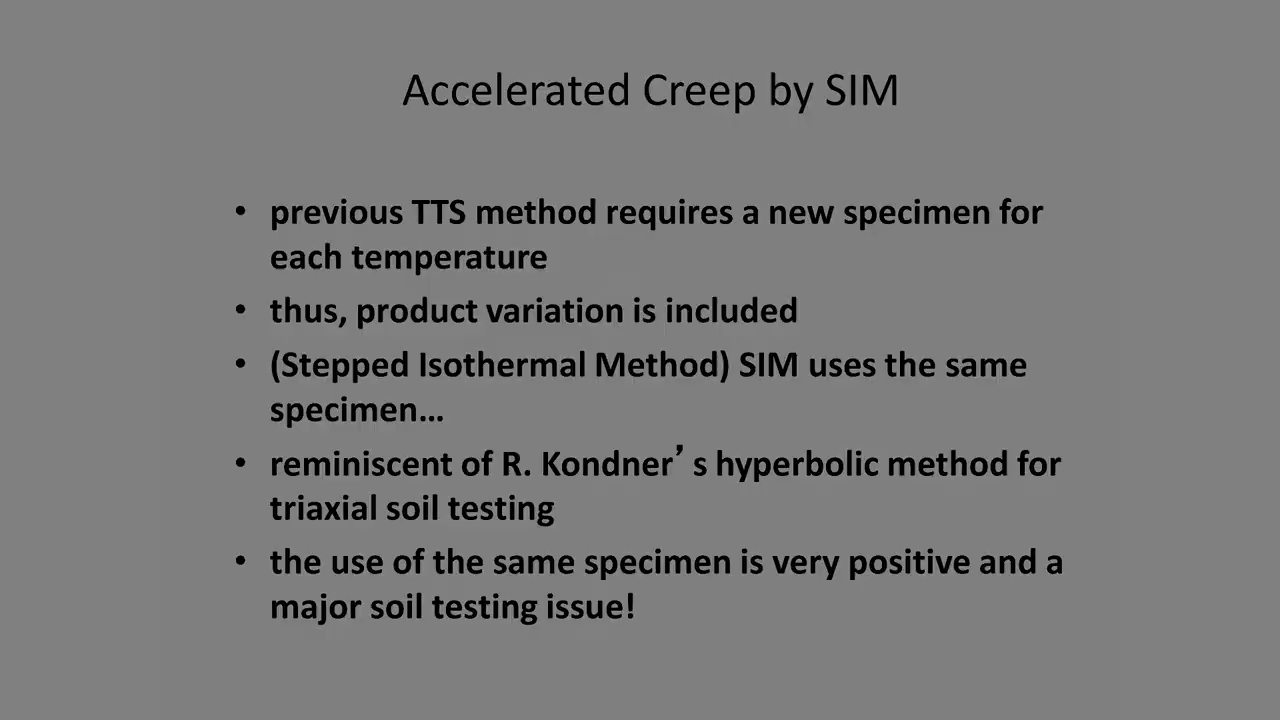 Accelerated Creep by SIM
• previous TTS method requires a new specimen for
each temperature
• thus, product variation is included
• (Stepped Isothermal Method) SIM uses the same
specimen…
• reminiscent of R. Kondner’s hyperbolic method for
triaxial soil testing
• the use of the same specimen is very positive and a
major soil testing issue!